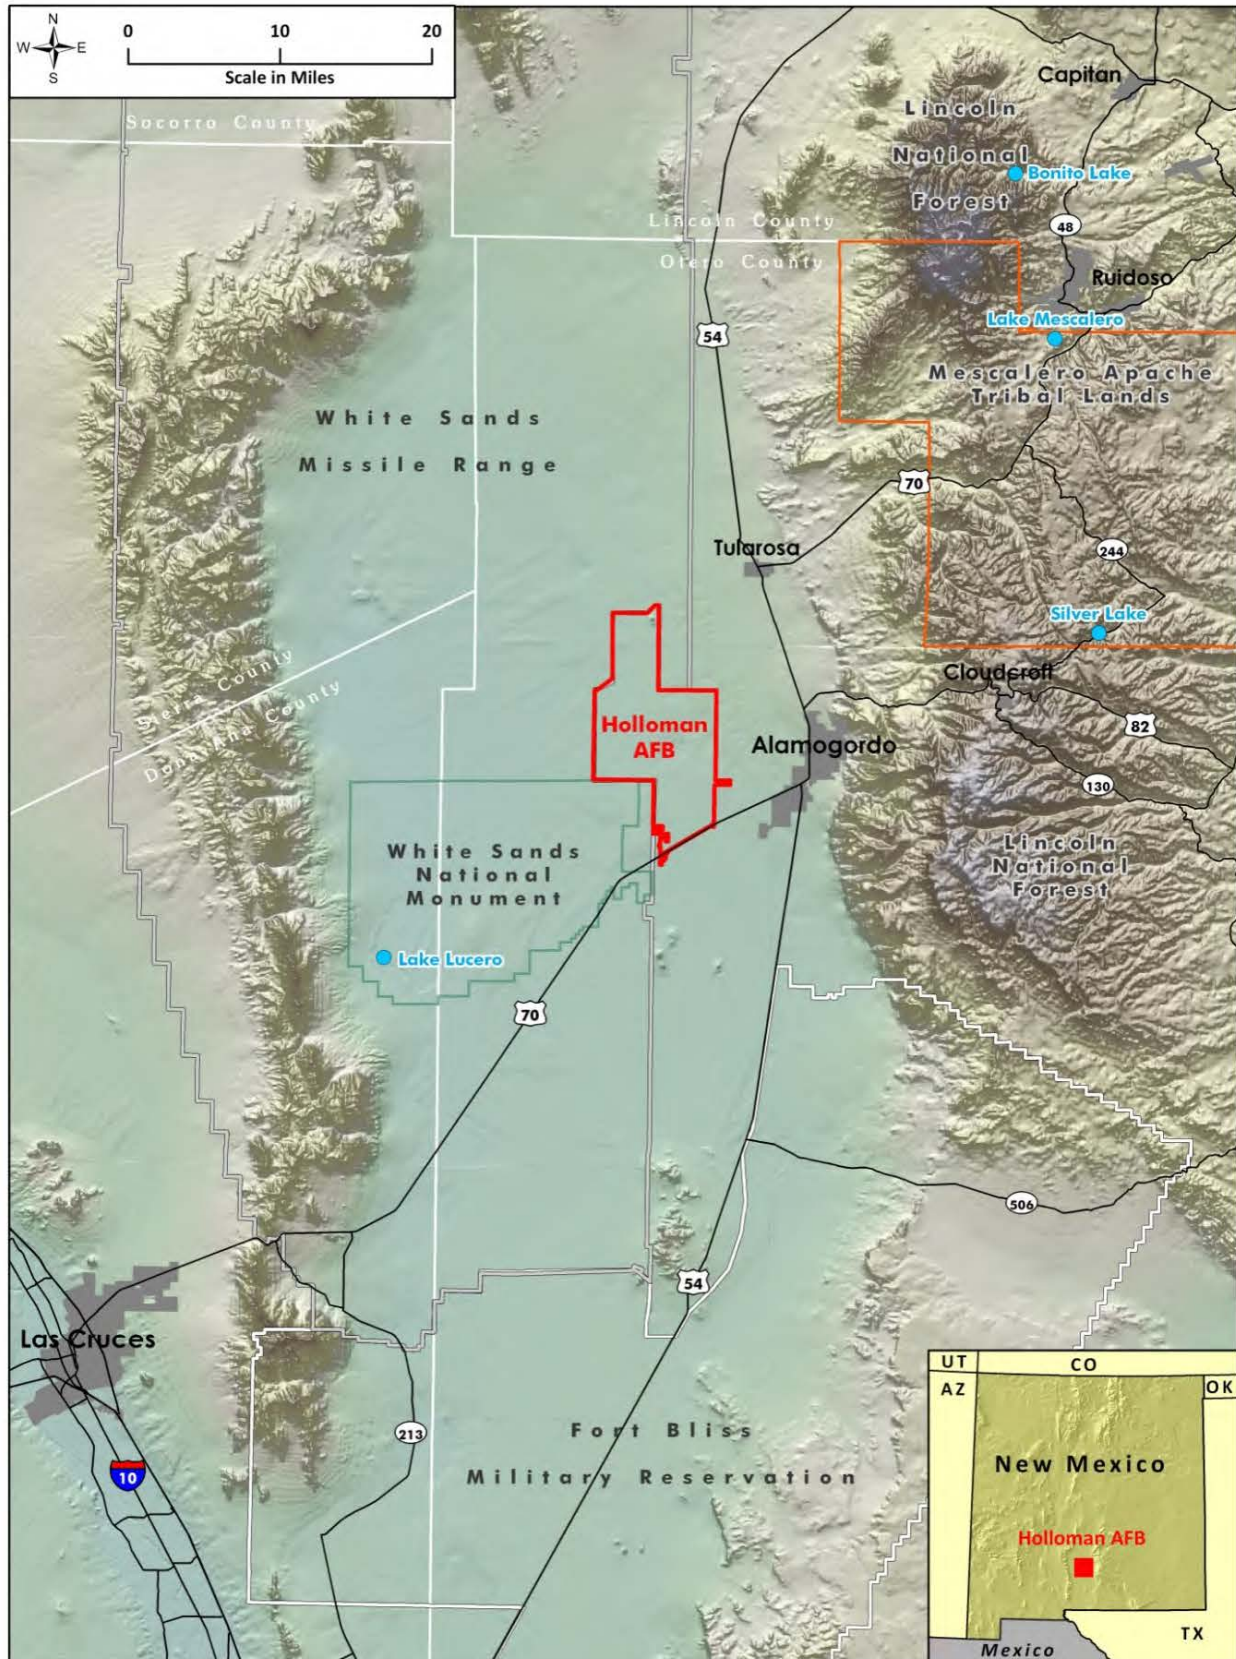 N
W E
S
0 10 20
Scale in Miles
Socorro County
Capitan
Lincoln
National
Forest
Bonito Lake
Lincoln County
Otero County
48
Ruidoso
54
Lake Mescalero
Mescalero Apache
Tribal Lands
White Sands
Missile Range
70
Tularosa
244
Silver Lake
Cloudcroft
Sierra County
Dona Ana County
Holloman
AFB
Alamogordo
82
130
White Sands
National
Monument
Lincoln
National
Forest
Lake Lucero
70
506
54
Las Cruces
213
10
Fort Bliss
Military Reservation
UT
CO
AZ
OK
New Mexico
Holloman AFB
TX
Mexico